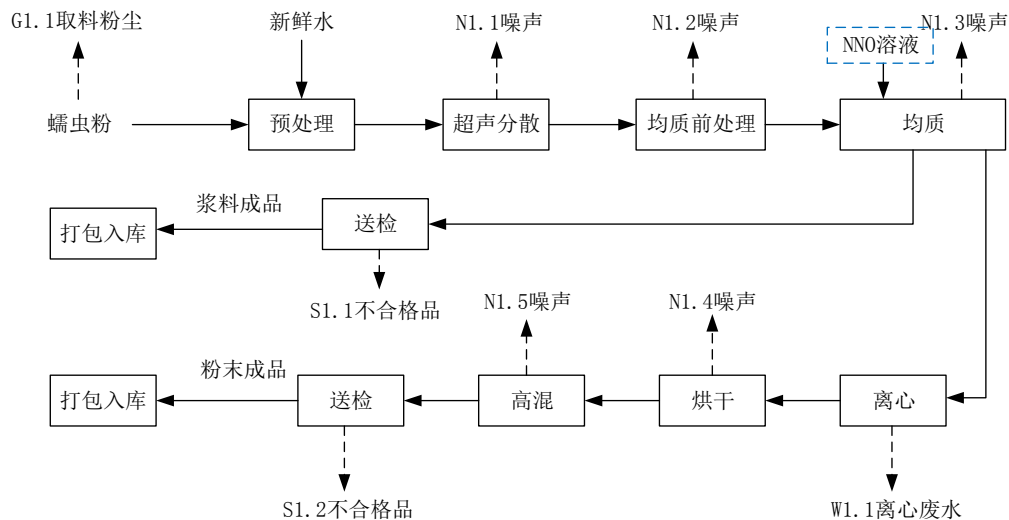 G1.1取料粉尘
新鲜水
N1.1噪声
N1.2噪声
N1.3噪声
NNO溶液
蠕虫粉
预处理
超声分散
均质前处理
均质
浆料成品
打包入库
送检
S1.1不合格品
N1.5噪声
N1.4噪声
粉末成品
打包入库
送检
高混
烘干
离心
S1.2不合格品
W1.1离心废水